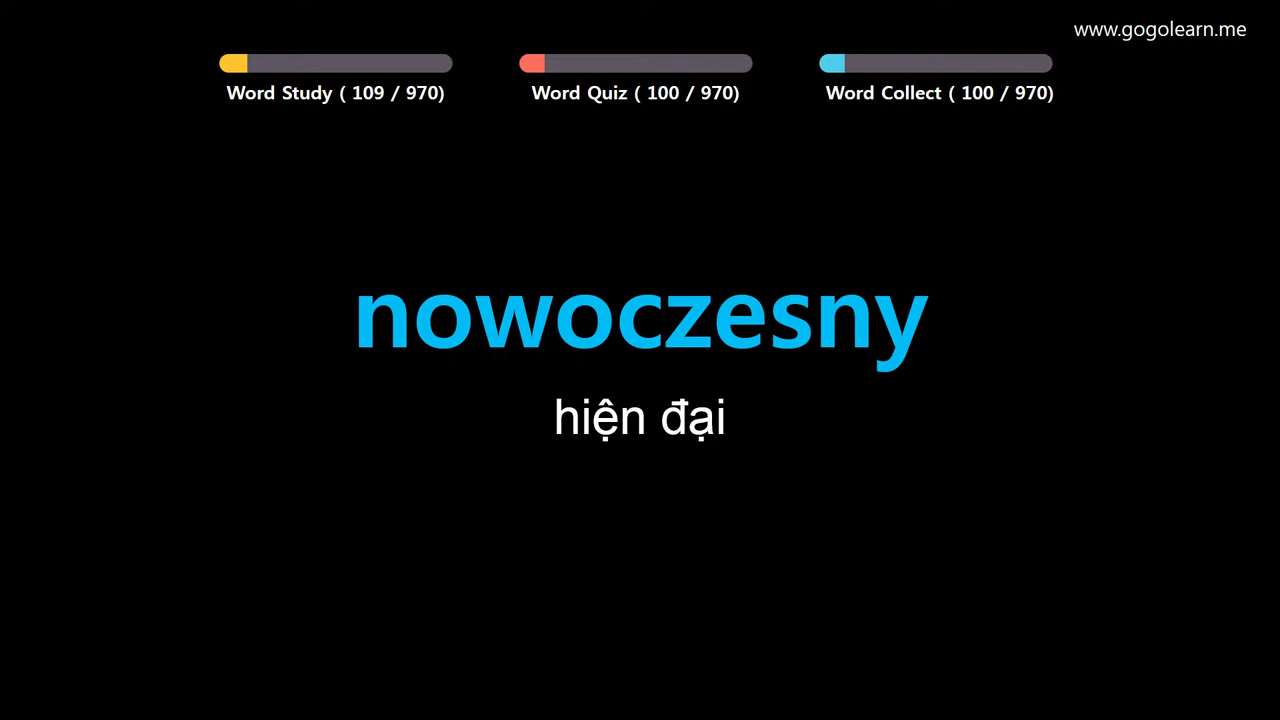 www.gogolearn.me
Word Study ( 109 / 970)
Word Quiz ( 100 / 970)
Word Collect ( 100 / 970)
nowoczesny
hiện đại